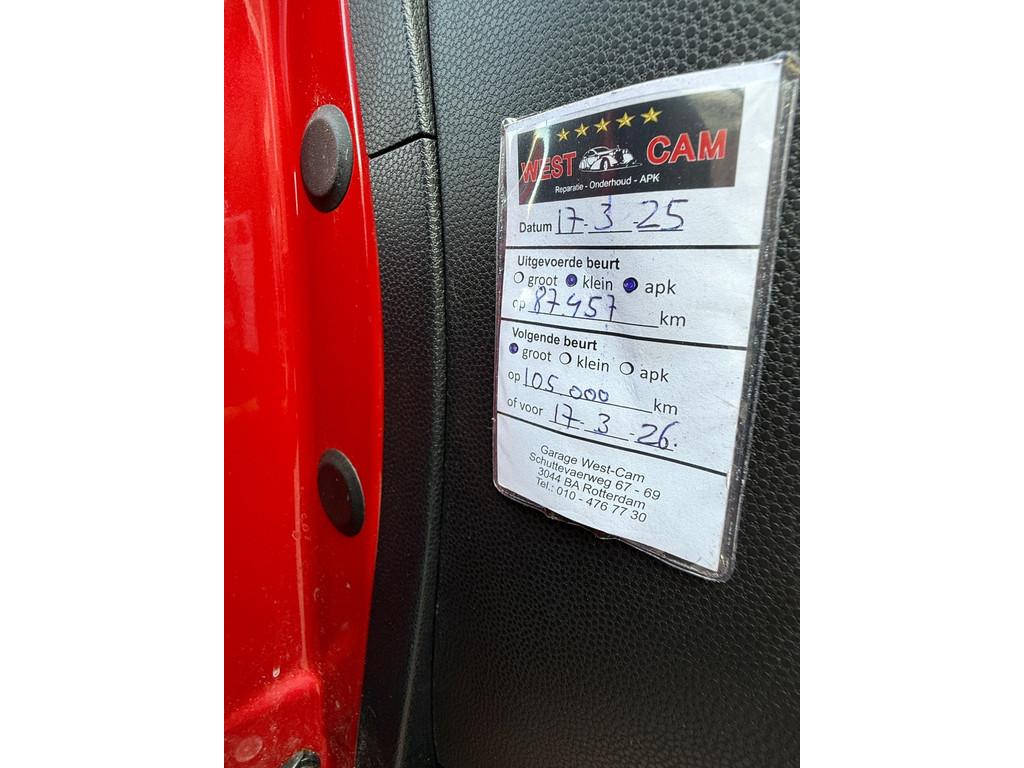 WEST CAM
Reparatie - Onderhoud - APK
Datum 17-3-25
Uitgevoerde beurt
groot klein apk
op 87.457 km
Volgende beurt
groot klein apk
op 105.000 km
of voor 17-3-26.
Garage West-Cam
Schuttevaerweg 67 - 69
3044 BA Rotterdam
Tel.: 010 - 476 77 30